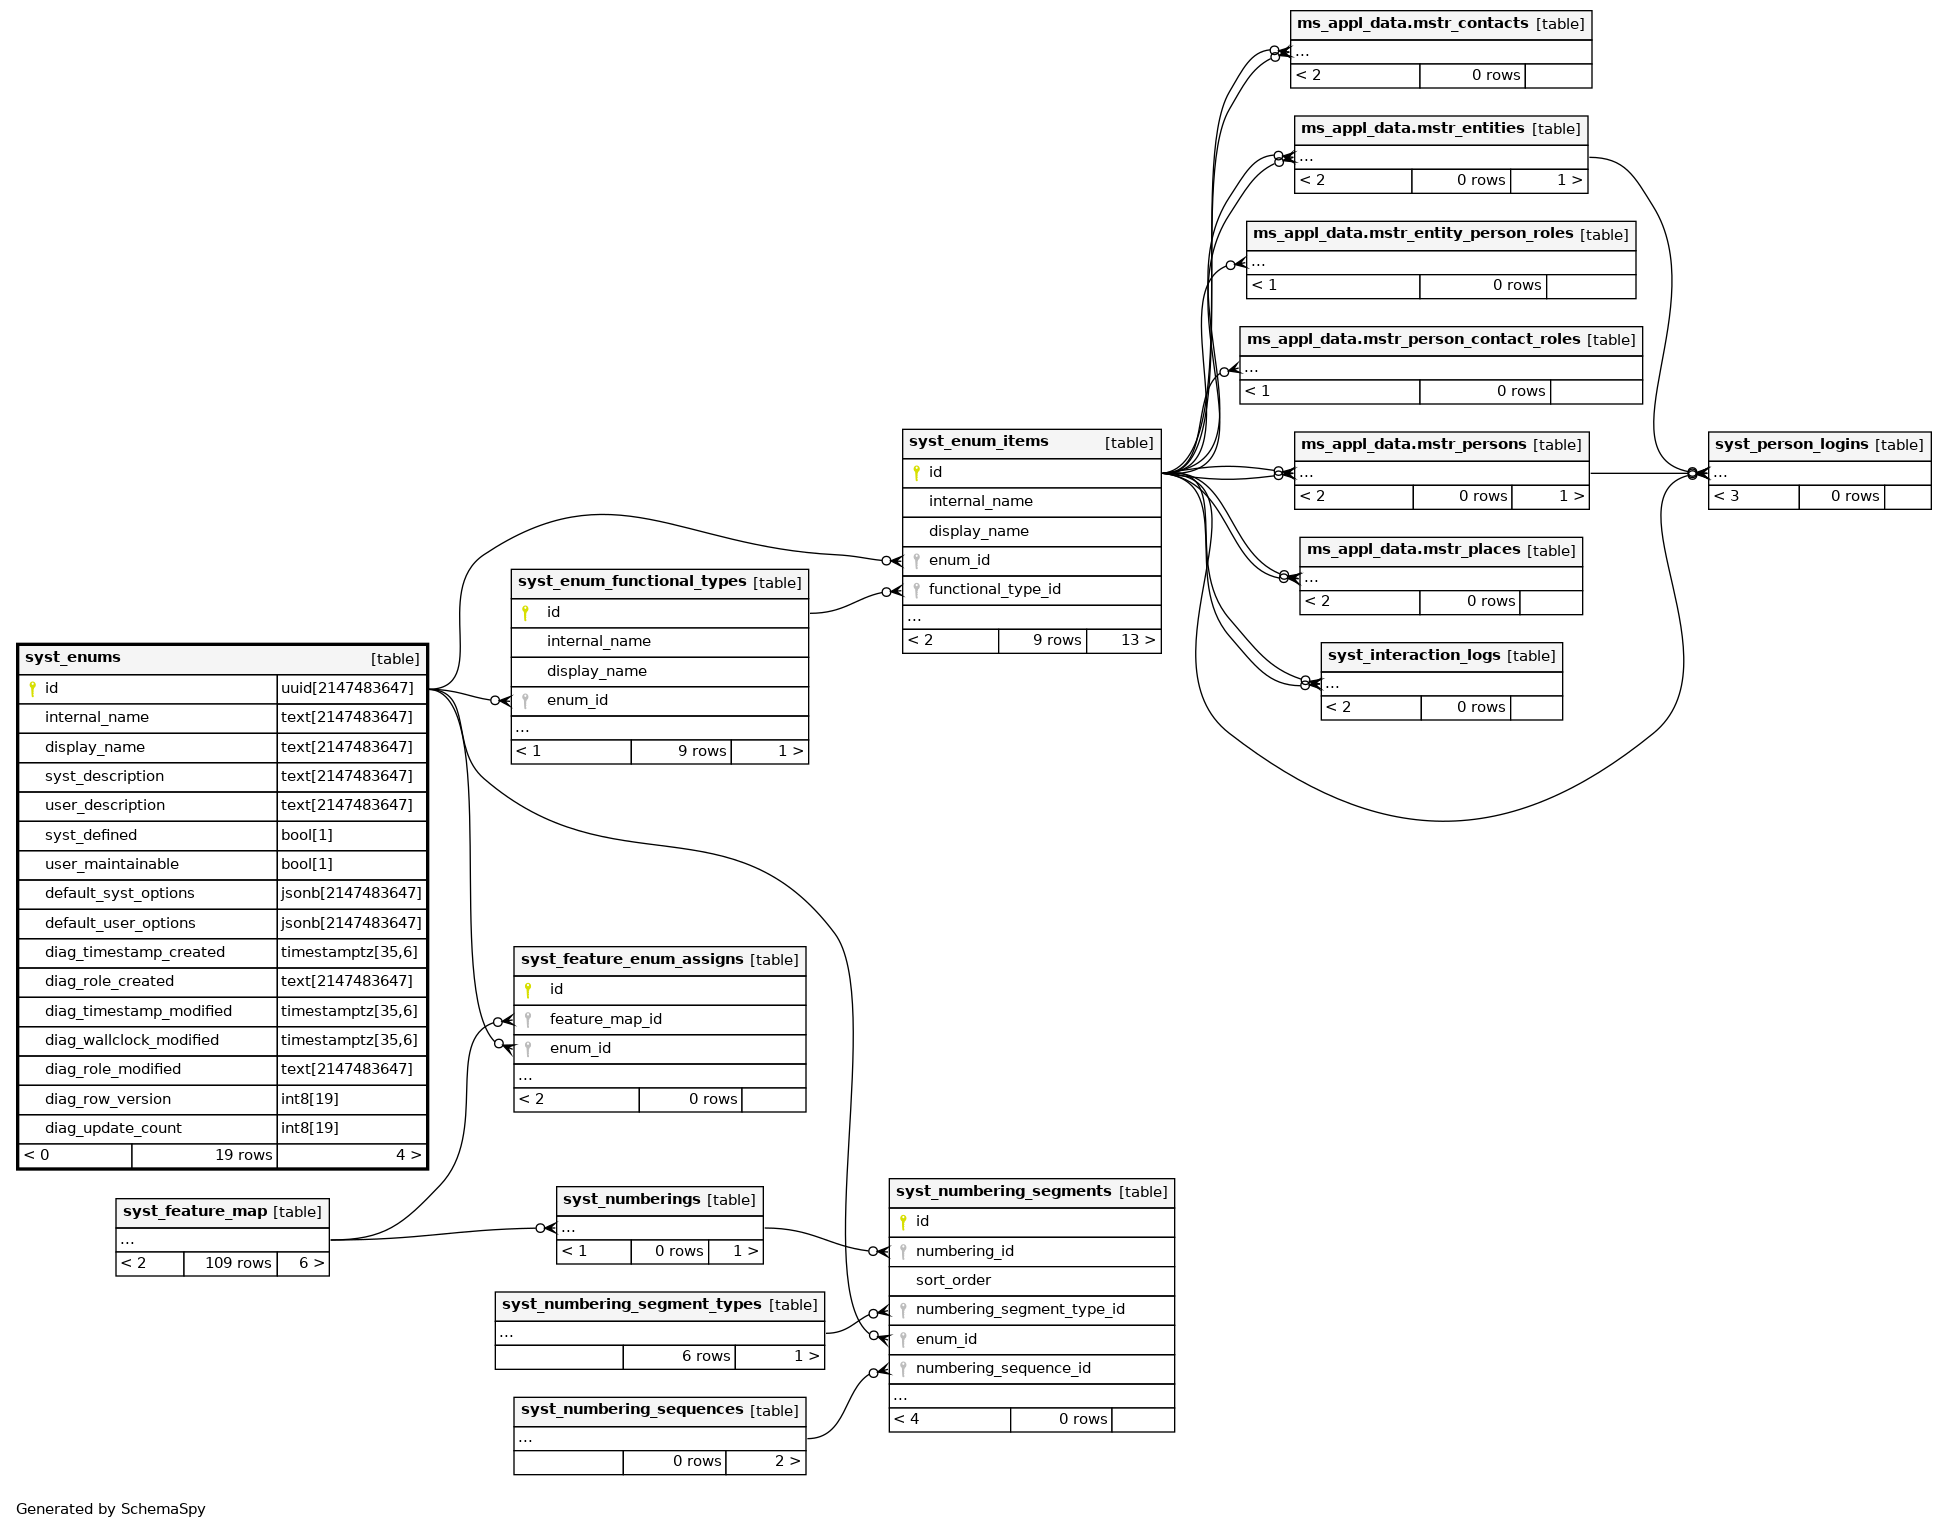 ms_appl_data.mstr_contacts [table]
...
< 2 0 rows
ms_appl_data.mstr_entities [table]
...
< 2 0 rows 1 >
ms_appl_data.mstr_entity_person_roles [table]
...
< 1 0 rows
ms_appl_data.mstr_person_contact_roles [table]
...
< 1 0 rows
ms_appl_data.mstr_persons [table]
...
< 2 0 rows 1 >
syst_person_logins [table]
...
< 3 0 rows
ms_appl_data.mstr_places [table]
...
< 2 0 rows
syst_interaction_logs [table]
...
< 2 0 rows
syst_enum_items [table]
id
internal_name
display_name
enum_id
functional_type_id
...
< 2 9 rows 13 >
syst_enum_functional_types [table]
id
internal_name
display_name
enum_id
...
< 1 9 rows 1 >
syst_enums [table]
id uuid[2147483647]
internal_name text[2147483647]
display_name text[2147483647]
syst_description text[2147483647]
user_description text[2147483647]
syst_defined bool[1]
user_maintainable bool[1]
default_syst_options jsonb[2147483647]
default_user_options jsonb[2147483647]
diag_timestamp_created timestamptz[35,6]
diag_role_created text[2147483647]
diag_timestamp_modified timestamptz[35,6]
diag_wallclock_modified timestamptz[35,6]
diag_role_modified text[2147483647]
diag_row_version int8[19]
diag_update_count int8[19]
< 0 19 rows 4 >
syst_feature_enum_assigns [table]
id
feature_map_id
enum_id
...
< 2 0 rows
syst_feature_map [table]
...
< 2 109 rows 6 >
syst_numberings [table]
...
< 1 0 rows 1 >
syst_numbering_segments [table]
id
numbering_id
sort_order
numbering_segment_type_id
enum_id
numbering_sequence_id
...
< 4 0 rows
syst_numbering_segment_types [table]
...
6 rows 1 >
syst_numbering_sequences [table]
...
0 rows 2 >
Generated by SchemaSpy